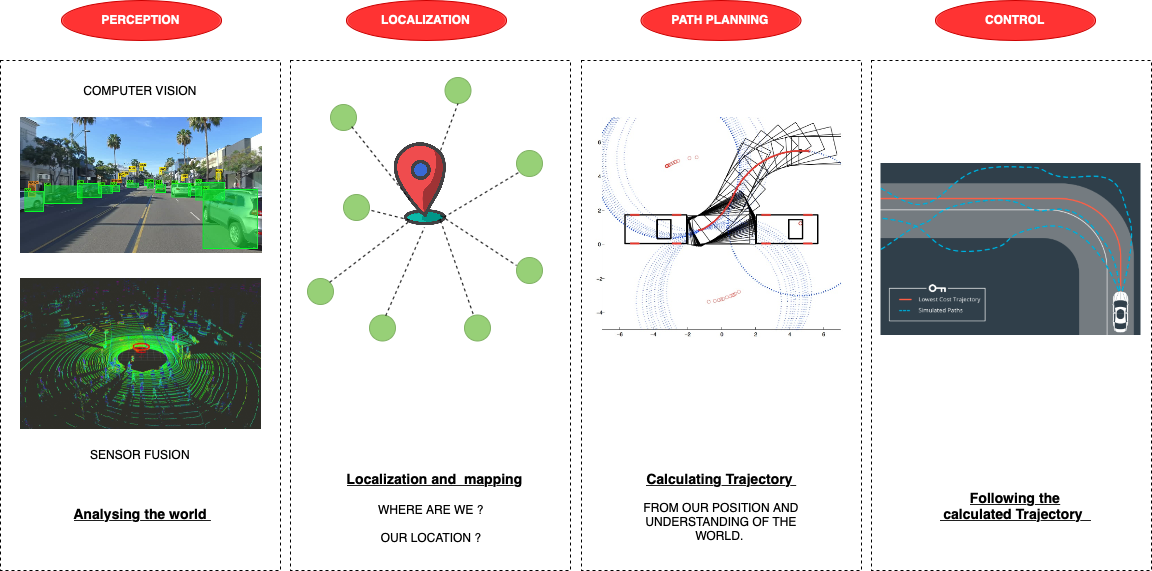 PERCEPTION
LOCALIZATION
PATH PLANNING
CONTROL
COMPUTER VISION
SENSOR FUSION
Analysing the world
Localization and  mapping
WHERE ARE WE ?
OUR LOCATION ?
6
4
2
0
-2
-4
-6
-4
-2
0
2
4
6
Calculating Trajectory
FROM OUR POSITION AND
UNDERSTANDING OF THE
WORLD.
Lowest Cost Trajectory
Simulated Paths
Following the
calculated Trajectory